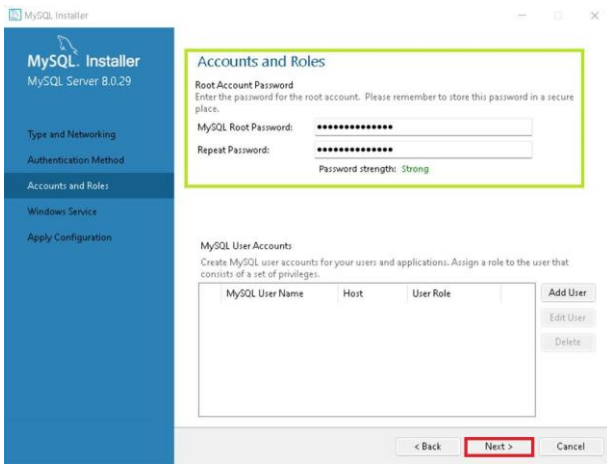 MySQL Installer
MySQL. Installer
MySQL Server 8.0.29
Type and Networking
Authentication Method
Accounts and Roles
Windows Service
Apply Configuration
Accounts and Roles
Root Account Password
Enter the password for the root account. Please remember to store this password in a secure
place.
MySQL Root Password: ••••••••••••••
Repeat Password: ••••••••••••••
Password strength: Strong
MySQL User Accounts
Create MySQL user accounts for your users and applications. Assign a role to the user that
consists of a set of privileges.
MySQL User Name Host User Role
Add User
Edit User
Delete
< Back Next > Cancel